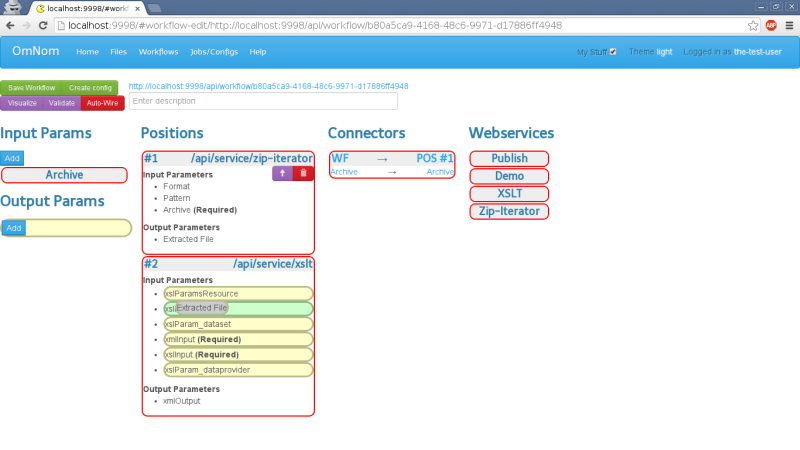 localhost:9998/#workf
localhost:9998/#workflow-edit/http://localhost:9998/api/workflow/b80a5ca9-4168-48c6-9971-d17886ff4948
ABP
OmNom Home Files Workflows Jobs/Configs Help My Stuff Theme light Logged in as the-test-user
Save Workflow Create config http://localhost:9998/api/workflow/b80a5ca9-4168-48c6-9971-d17886ff4948
Visualize Validate Auto-Wire Enter description
Input Params
Add
Archive
Output Params
Add
Positions
#1 /api/service/zip-iterator
Input Parameters
• Format
• Pattern
• Archive (Required)
Output Parameters
• Extracted File
#2 /api/service/xslt
Input Parameters
• xslParamsResource
Extracted File
• xslParam_dataset
• xmlInput (Required)
• xslInput (Required)
• xslParam_dataprovider
Output Parameters
• xmlOutput
Connectors
WF → POS #1
Archive → Archive
Webservices
Publish
Demo
XSLT
Zip-Iterator